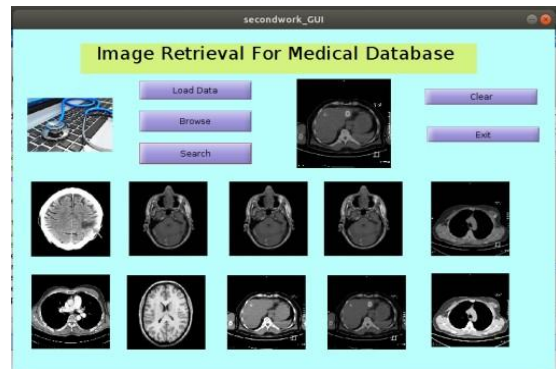 secondwork_GUI
Image Retrieval For Medical Database
Load Data
Browse
Search
Clear
Exit